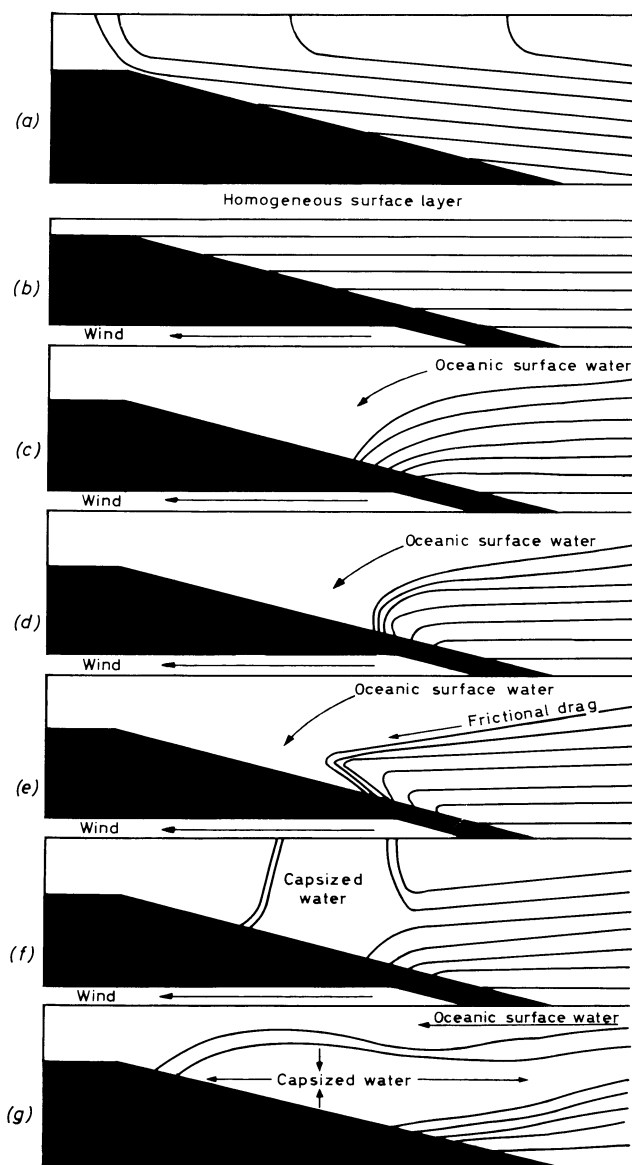 (a)
Homogeneous surface layer
(b)
Wind
Oceanic surface water
(c)
Wind
Oceanic surface water
(d)
Wind
Oceanic surface water
Frictional drag
(e)
Wind
Capsized
water
(f)
Wind
Oceanic surface water
Capsized water
(g)